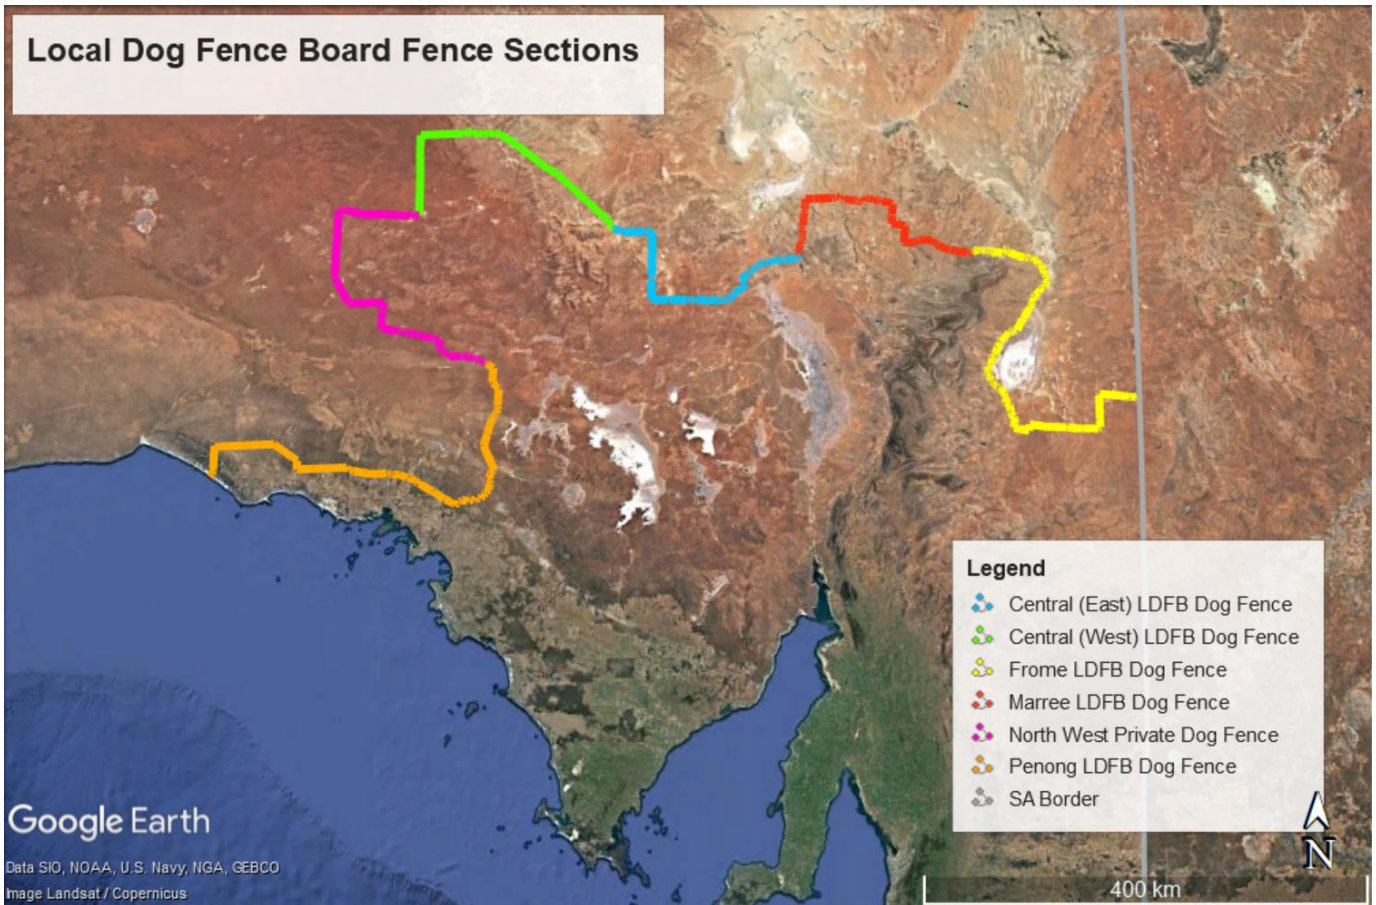 Local Dog Fence Board Fence Sections
Legend
Central (East) LDFB Dog Fence
Central (West) LDFB Dog Fence
Frome LDFB Dog Fence
Marree LDFB Dog Fence
North West Private Dog Fence
Penong LDFB Dog Fence
SA Border
Google Earth
Data SIO, NOAA, U.S. Navy, NGA, GEBCO
Image Landsat / Copernicus
N
400 km